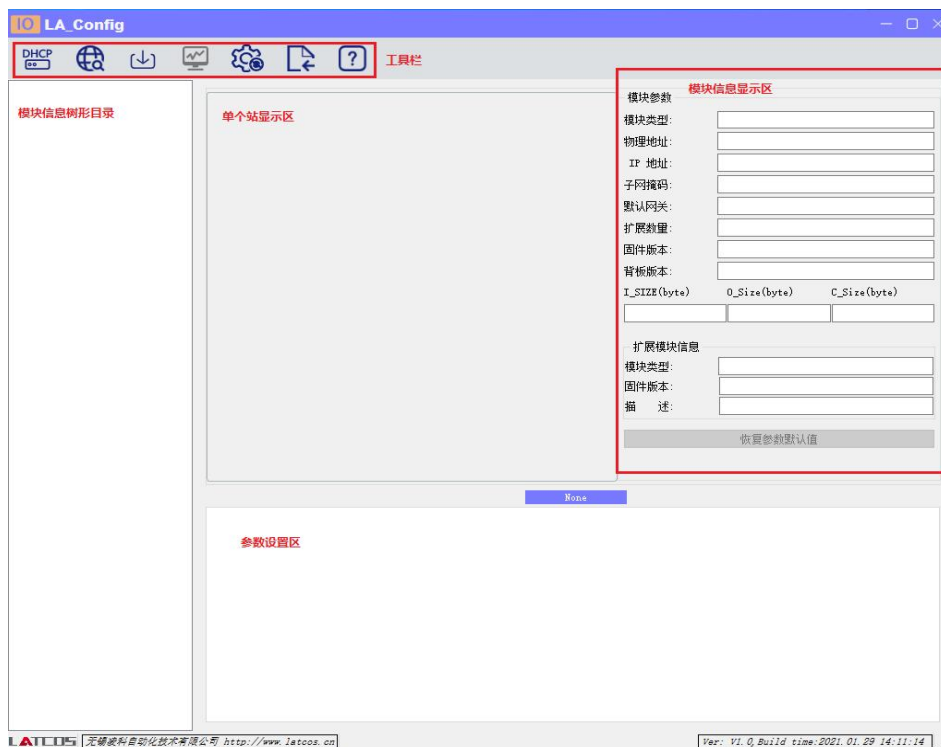 IO LA_Config
DHCP
工具栏
模块信息树形目录
单个站显示区
模块信息显示区
模块参数
模块类型:
物理地址:
IP 地址:
子网掩码:
默认网关:
扩展数量:
固件版本:
背板版本:
I_SIZE(byte) O_Size(byte) C_Size(byte)
扩展模块信息
模块类型:
固件版本:
描 述:
恢复参数默认值
None
参数设置区
LATCOS 无锡凌科自动化技术有限公司 http://www.latcos.cn
Ver: V1.0,Build time:2021.01.29 14:11:14